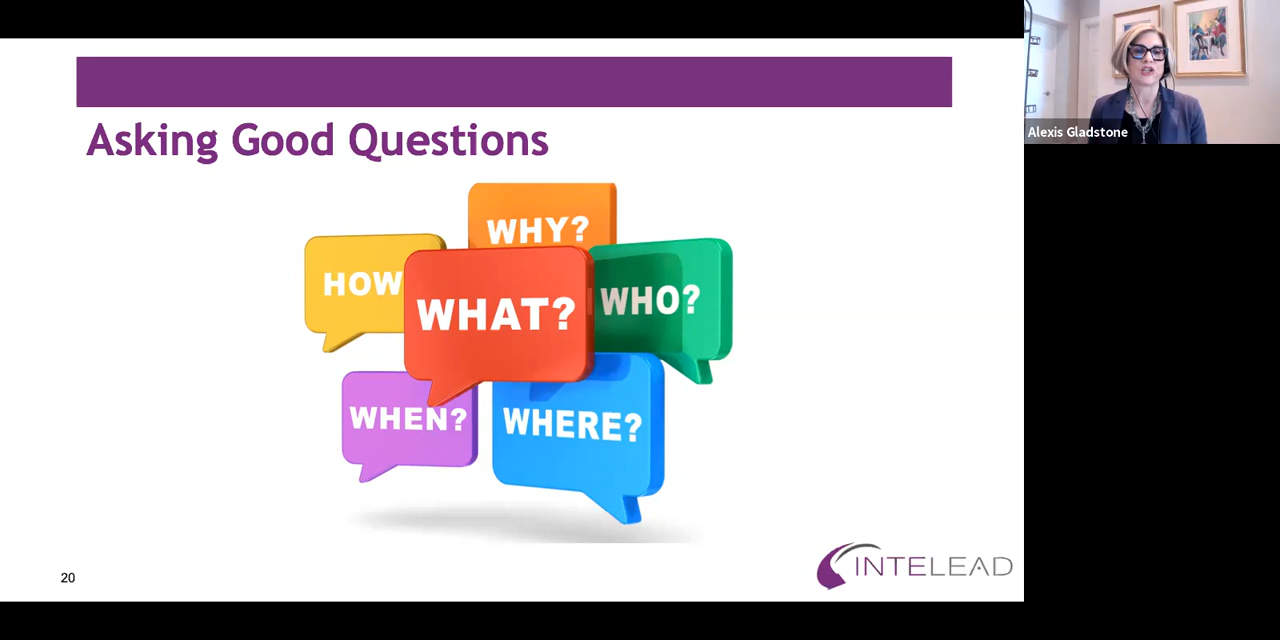 Alexis Gladstone
Asking Good Questions
WHY?
HOW
WHAT?
WHO?
WHEN?
WHERE?
20
INTELEAD